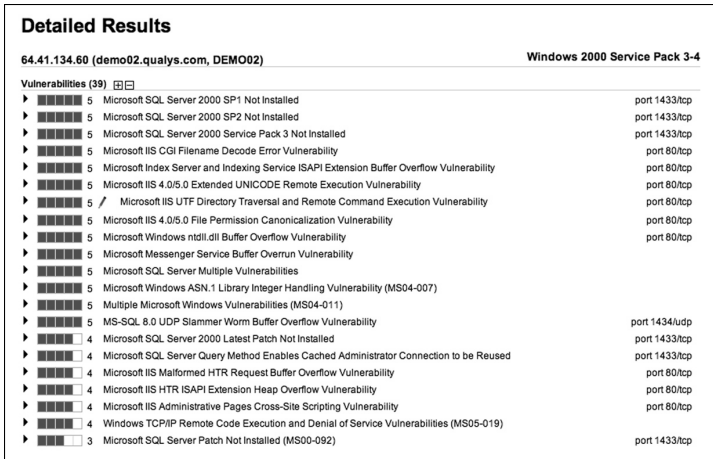 Detailed Results
64.41.134.60 (demo02.qualys.com, DEMO02) Windows 2000 Service Pack 3-4
Vulnerabilities (39)
5 Microsoft SQL Server 2000 SP1 Not Installed port 1433/tcp
5 Microsoft SQL Server 2000 SP2 Not Installed port 1433/tcp
5 Microsoft SQL Server 2000 Service Pack 3 Not Installed port 1433/tcp
5 Microsoft IIS CGI Filename Decode Error Vulnerability port 80/tcp
5 Microsoft Index Server and Indexing Service ISAPI Extension Buffer Overflow Vulnerability port 80/tcp
5 Microsoft IIS 4.0/5.0 Extended UNICODE Remote Execution Vulnerability port 80/tcp
5 Microsoft IIS UTF Directory Traversal and Remote Command Execution Vulnerability port 80/tcp
5 Microsoft IIS 4.0/5.0 File Permission Canonicalization Vulnerability port 80/tcp
5 Microsoft Windows ntdll.dll Buffer Overflow Vulnerability port 80/tcp
5 Microsoft Messenger Service Buffer Overrun Vulnerability
5 Microsoft SQL Server Multiple Vulnerabilities
5 Microsoft Windows ASN.1 Library Integer Handling Vulnerability (MS04-007)
5 Multiple Microsoft Windows Vulnerabilities (MS04-011)
5 MS-SQL 8.0 UDP Slammer Worm Buffer Overflow Vulnerability port 1434/udp
4 Microsoft SQL Server 2000 Latest Patch Not Installed port 1433/tcp
4 Microsoft SQL Server Query Method Enables Cached Administrator Connection to be Reused port 1433/tcp
4 Microsoft IIS Malformed HTR Request Buffer Overflow Vulnerability port 80/tcp
4 Microsoft IIS HTR ISAPI Extension Heap Overflow Vulnerability port 80/tcp
4 Microsoft IIS Administrative Pages Cross-Site Scripting Vulnerability port 80/tcp
4 Windows TCP/IP Remote Code Execution and Denial of Service Vulnerabilities (MS05-019)
3 Microsoft SQL Server Patch Not Installed (MS00-092) port 1433/tcp